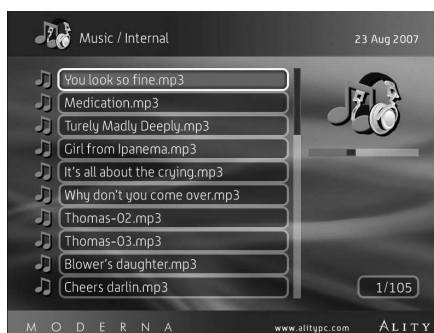 Music / Internal
23 Aug 2007
You look so fine.mp3
Medication.mp3
Turely Madly Deeply.mp3
Girl from Ipanema.mp3
It's all about the crying.mp3
Why don't you come over.mp3
Thomas-02.mp3
Thomas-03.mp3
Blower's daughter.mp3
Cheers darlin.mp3
1/105
MODERNA
www.alitypc.com
ALITY